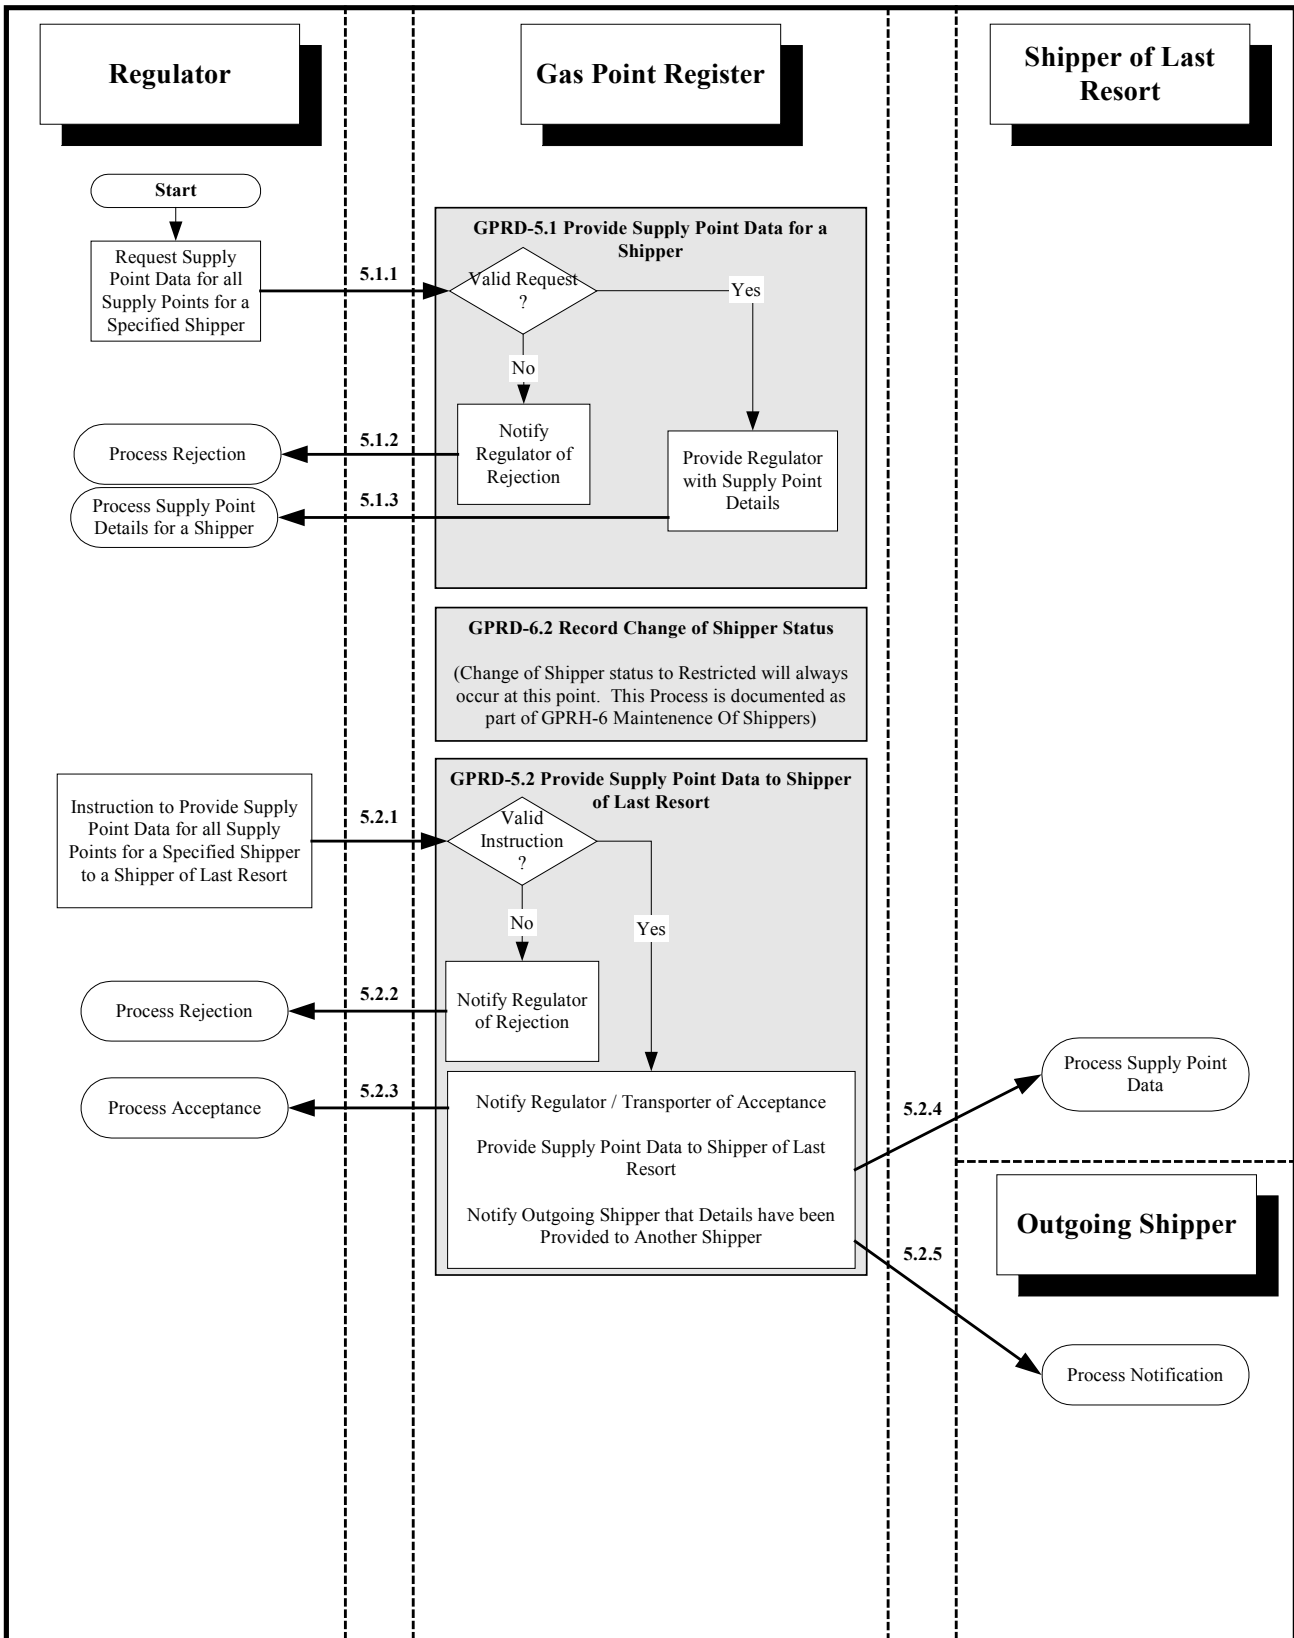 Regulator
Gas Point Register
Shipper of Last
Resort
Start
Request Supply
Point Data for all
Supply Points for a
Specified Shipper
5.1.1
GPRD-5.1 Provide Supply Point Data for a
Shipper
Valid Request
?
Yes
No
Notify
Regulator of
Rejection
Provide Regulator
with Supply Point
Details
5.1.2
Process Rejection
5.1.3
Process Supply Point
Details for a Shipper
GPRD-6.2 Record Change of Shipper Status
(Change of Shipper status to Restricted will always
occur at this point. This Process is documented as
part of GPRH-6 Maintenence Of Shippers)
GPRD-5.2 Provide Supply Point Data to Shipper
of Last Resort
Instruction to Provide Supply
Point Data for all Supply
Points for a Specified Shipper
to a Shipper of Last Resort
5.2.1
Valid
Instruction
?
No
Yes
Notify Regulator
of Rejection
5.2.2
Process Rejection
5.2.3
Process Acceptance
Notify Regulator / Transporter of Acceptance
Provide Supply Point Data to Shipper of Last
Resort
Notify Outgoing Shipper that Details have been
Provided to Another Shipper
5.2.4
Process Supply Point
Data
Outgoing Shipper
5.2.5
Process Notification